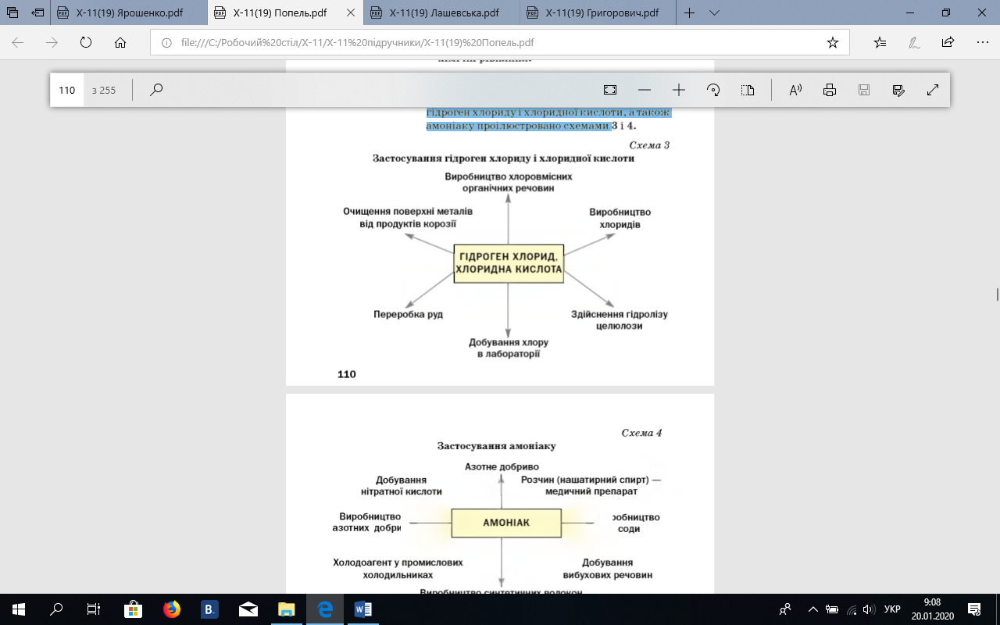 Х-11(19) Ярошенко.pdf
Х-11(19) Попель.pdf
Х-11(19) Лашевська.pdf
Х-11(19) Григорович.pdf
file:///C:/Робочий%20стіл/Х-11/Х-11%20підручники/Х-11(19)%20Попель.pdf
110
з 255
гідроген хлориду і хлоридної кислоти, а також
амоніаку проілюстровано схемами 3 і 4.
Схема 3
Застосування гідроген хлориду і хлоридної кислоти
Виробництво хлоровмісних
органічних речовин
Очищення поверхні металів
від продуктів корозії
Виробництво
хлоридів
ГІДРОГЕН ХЛОРИД,
ХЛОРИДНА КИСЛОТА
Переробка руд
Здійснення гідролізу
целюлози
Добування хлору
в лабораторії
110
Схема 4
Застосування амоніаку
Азотне добриво
Добування
нітратної кислоти
Розчин (нашатирний спирт) —
медичний препарат
Виробництво
азотних добри
АМОНІАК
робництво
соди
Холодоагент у промислових
холодильниках
Добування
вибухових речовин
Виробництво синтетичних волокон
B.
УКР
9:08
20.01.2020